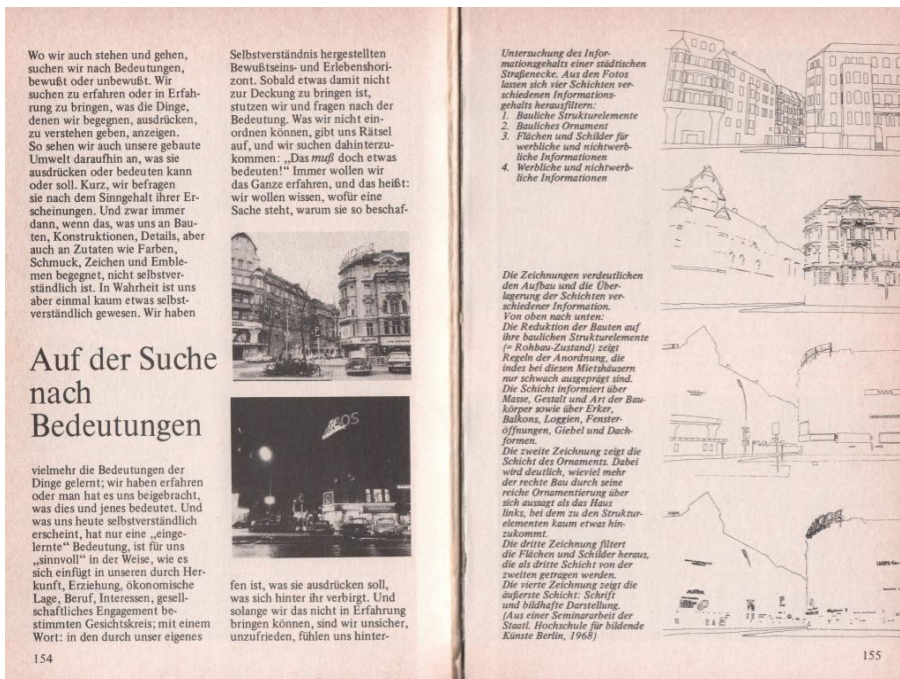 Wo wir auch stehen und gehen,
suchen wir nach Bedeutungen,
bewußt oder unbewußt. Wir
suchen zu erfahren oder in Erfah-
rung zu bringen, was die Dinge,
denen wir begegnen, ausdrücken,
zu verstehen geben, anzeigen.
So sehen wir auch unsere gebaute
Umwelt daraufhin an, was sie
ausdrücken oder bedeuten kann
oder soll. Kurz, wir befragen
sie nach dem Sinngehalt ihrer Er-
scheinungen. Und zwar immer
dann, wenn das, was uns an Bau-
ten, Konstruktionen, Details, aber
auch an Zutaten wie Farben,
Schmuck, Zeichen und Emble-
men begegnet, nicht selbstver-
ständlich ist. In Wahrheit ist uns
aber einmal kaum etwas selbst-
verständlich gewesen. Wir haben
Auf der Suche
nach
Bedeutungen
vielmehr die Bedeutungen der
Dinge gelernt; wir haben erfahren
oder man hat es uns beigebracht,
was dies und jenes bedeutet. Und
was uns heute selbstverständlich
erscheint, hat nur eine „einge-
lernte“ Bedeutung, ist für uns
„sinnvoll“ in der Weise, wie es
sich einfügt in unseren durch Her-
kunft, Erziehung, ökonomische
Lage, Beruf, Interessen, gesell-
schaftliches Engagement be-
stimmten Gesichtskreis; mit einem
Wort: in den durch unser eigenes
154
Selbstverständnis hergestellten
Bewußtseins- und Erlebenshori-
zont. Sobald etwas damit nicht
zur Deckung zu bringen ist,
stutzen wir und fragen nach der
Bedeutung. Was wir nicht ein-
ordnen können, gibt uns Rätsel
auf, und wir suchen dahinterzu-
kommen: „Das muß doch etwas
bedeuten!“ Immer wollen wir
das Ganze erfahren, und das heißt:
wir wollen wissen, wofür eine
Sache steht, warum sie so beschaf-
fen ist, was sie ausdrücken soll,
was sich hinter ihr verbirgt. Und
solange wir das nicht in Erfahrung
bringen können, sind wir unsicher,
unzufrieden, fühlen uns hinter-
Untersuchung des Infor-
mationsgehalts einer städtischen
Straßenecke. Aus den Fotos
lassen sich vier Schichten ver-
schiedenen Informations-
gehalts herausfiltern:
1. Bauliche Strukturelemente
2. Bauliches Ornament
3. Flächen und Schilder für
werbliche und nichtwerb-
liche Informationen
4. Werbliche und nichtwerb-
liche Informationen
Die Zeichnungen verdeutlichen
den Aufbau und die Über-
lagerung der Schichten ver-
schiedener Information.
Von oben nach unten:
Die Reduktion der Bauten auf
ihre baulichen Strukturelemente
(= Rohbau-Zustand) zeigt
Regeln der Anordnung, die
indes bei diesen Mietshäusern
nur schwach ausgeprägt sind.
Die Schicht informiert über
Masse, Gestalt und Art der Bau-
körper sowie über Erker,
Balkons, Loggien, Fenster-
öffnungen, Giebel und Dach-
formen.
Die zweite Zeichnung zeigt die
Schicht des Ornaments. Dabei
wird deutlich, wieviel mehr
der rechte Bau durch seine
reiche Ornamentierung über
sich aussagt als das Haus
links, bei dem zu den Struktur-
elementen kaum etwas hin-
zukommt.
Die dritte Zeichnung filtert
die Flächen und Schilder heraus,
die als dritte Schicht von der
zweiten getragen werden.
Die vierte Zeichnung zeigt die
äußerste Schicht: Schrift
und bildhafte Darstellung.
(Aus einer Seminararbeit der
Staatl. Hochschule für bildende
Künste Berlin, 1968)
155